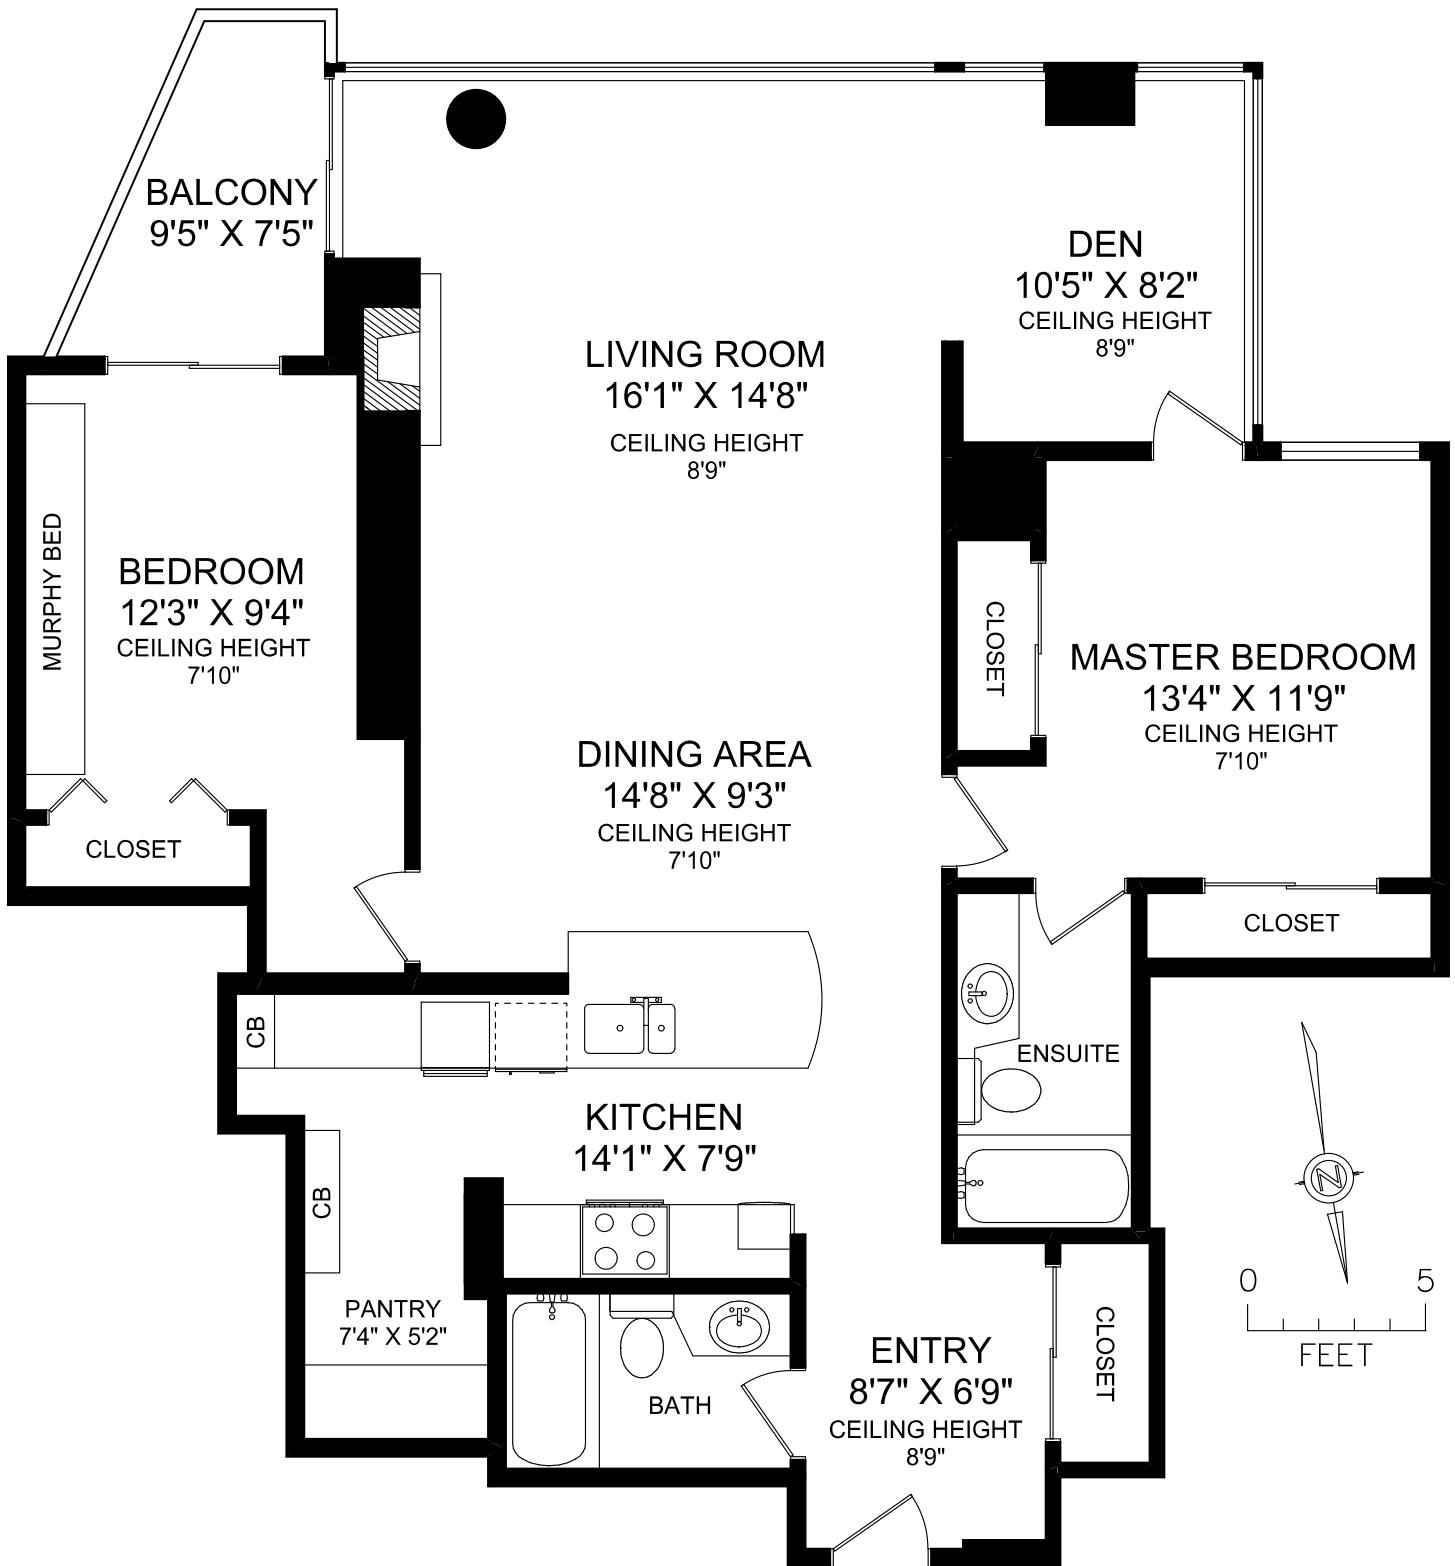 BALCONY
9'5" X 7'5"
DEN
10'5" X 8'2"
CEILING HEIGHT
8'9"
LIVING ROOM
16'1" X 14'8"
CEILING HEIGHT
8'9"
MURPHY BED
BEDROOM
12'3" X 9'4"
CEILING HEIGHT
7'10"
CLOSET
MASTER BEDROOM
13'4" X 11'9"
CEILING HEIGHT
7'10"
DINING AREA
14'8" X 9'3"
CEILING HEIGHT
7'10"
CLOSET
CLOSET
CB
ENSUITE
KITCHEN
14'1" X 7'9"
CB
N
PANTRY
7'4" X 5'2"
BATH
ENTRY
8'7" X 6'9"
CEILING HEIGHT
8'9"
CLOSET
0 5
FEET